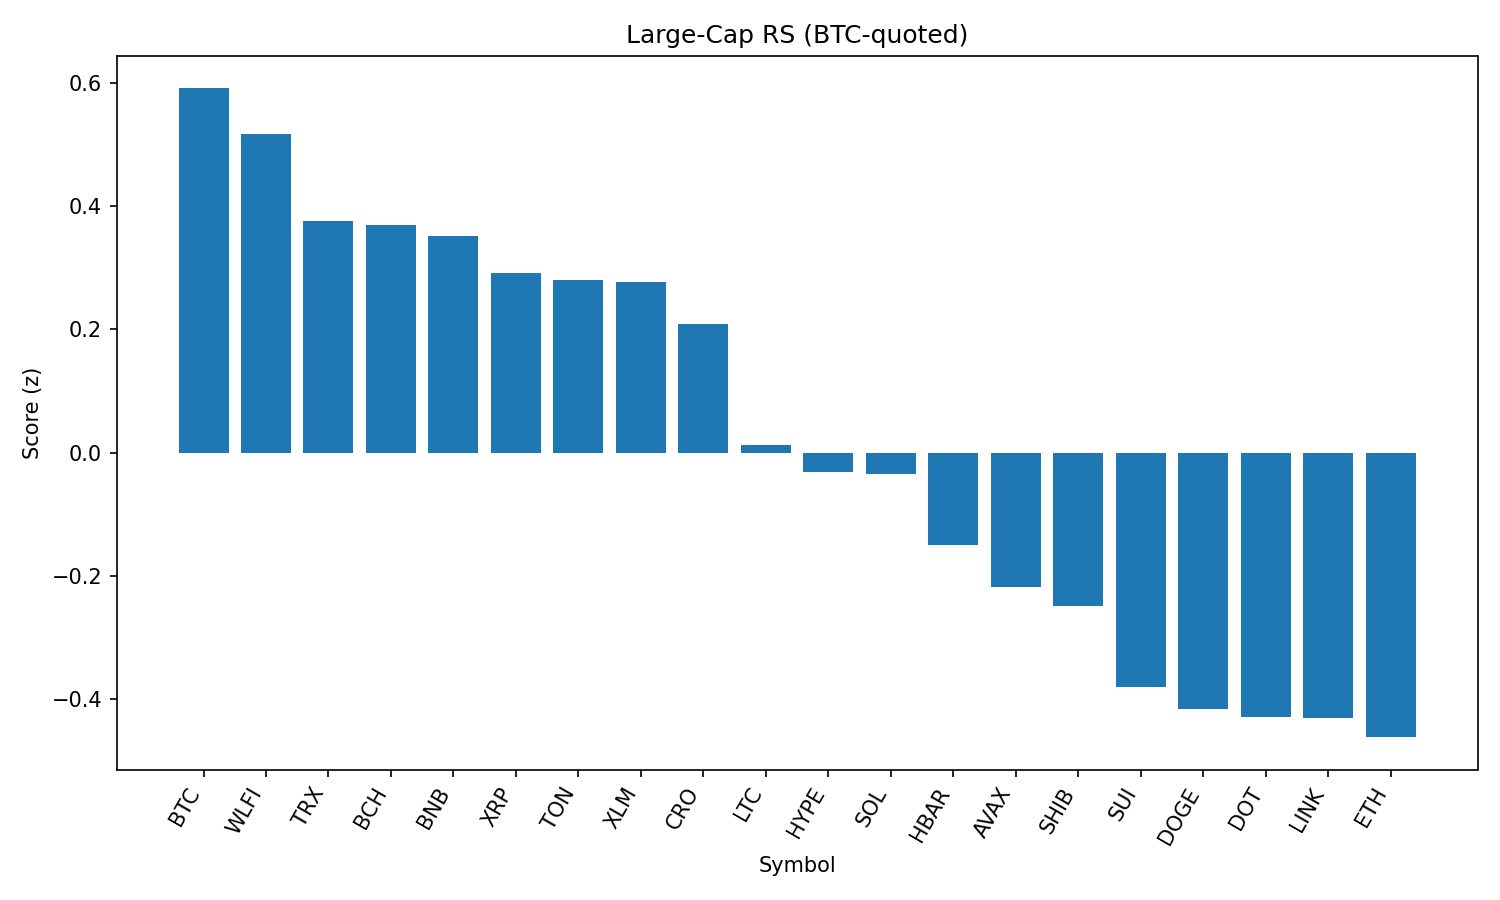 Large-Cap RS (BTC-quoted)
Score (z)
0.6
0.4
0.2
0.0
−0.2
−0.4
BTC
WLFI
TRX
BCH
BNB
XRP
TON
XLM
CRO
LTC
HYPE
SOL
HBAR
AVAX
SHIB
SUI
DOGE
DOT
LINK
ETH
Symbol